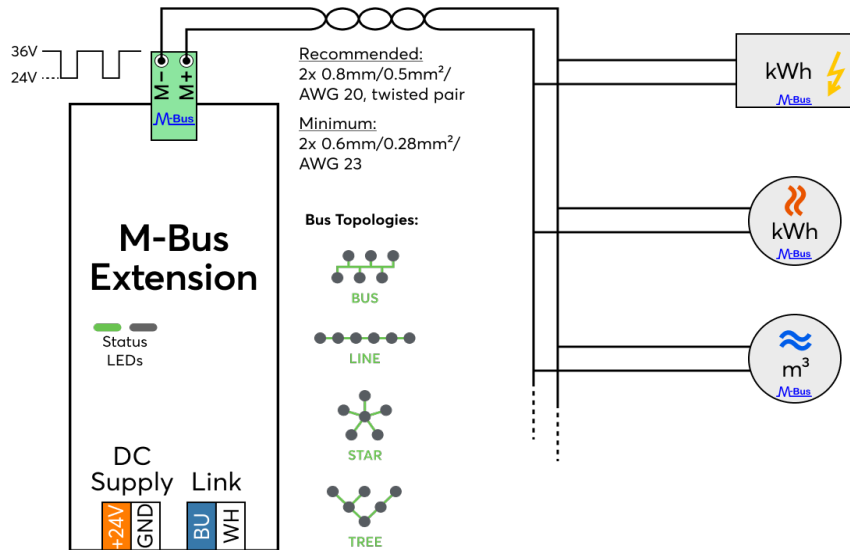 36V
24V
M-
M+
M-Bus
Recommended:
2x 0.8mm/0.5mm²/
AWG 20, twisted pair
Minimum:
2x 0.6mm/0.28mm²/
AWG 23
kWh
M-Bus
M-Bus
Extension
Status
LEDs
Bus Topologies:
BUS
LINE
STAR
TREE
kWh
M-Bus
m³
M-Bus
DC
Supply
Link
+24V
GND
BU
WH